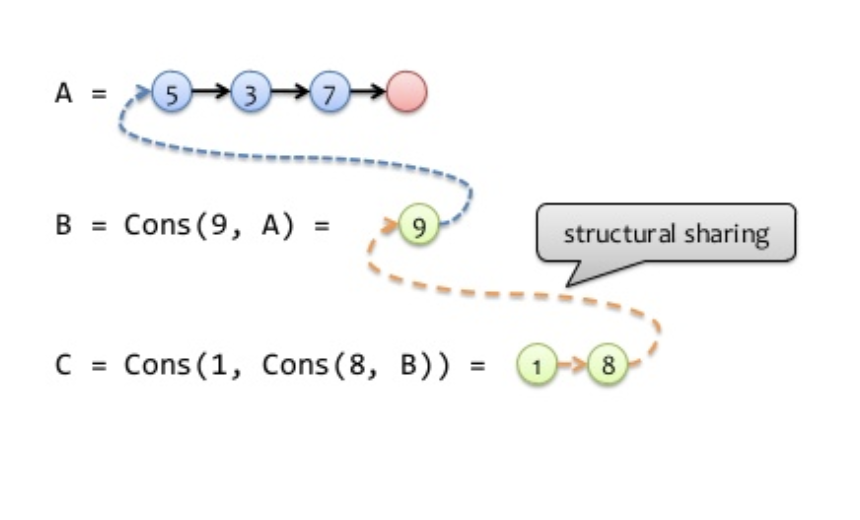 A = 5 3 7
B = Cons(9, A) = 9
structural sharing
C = Cons(1, Cons(8, B)) = 1 8